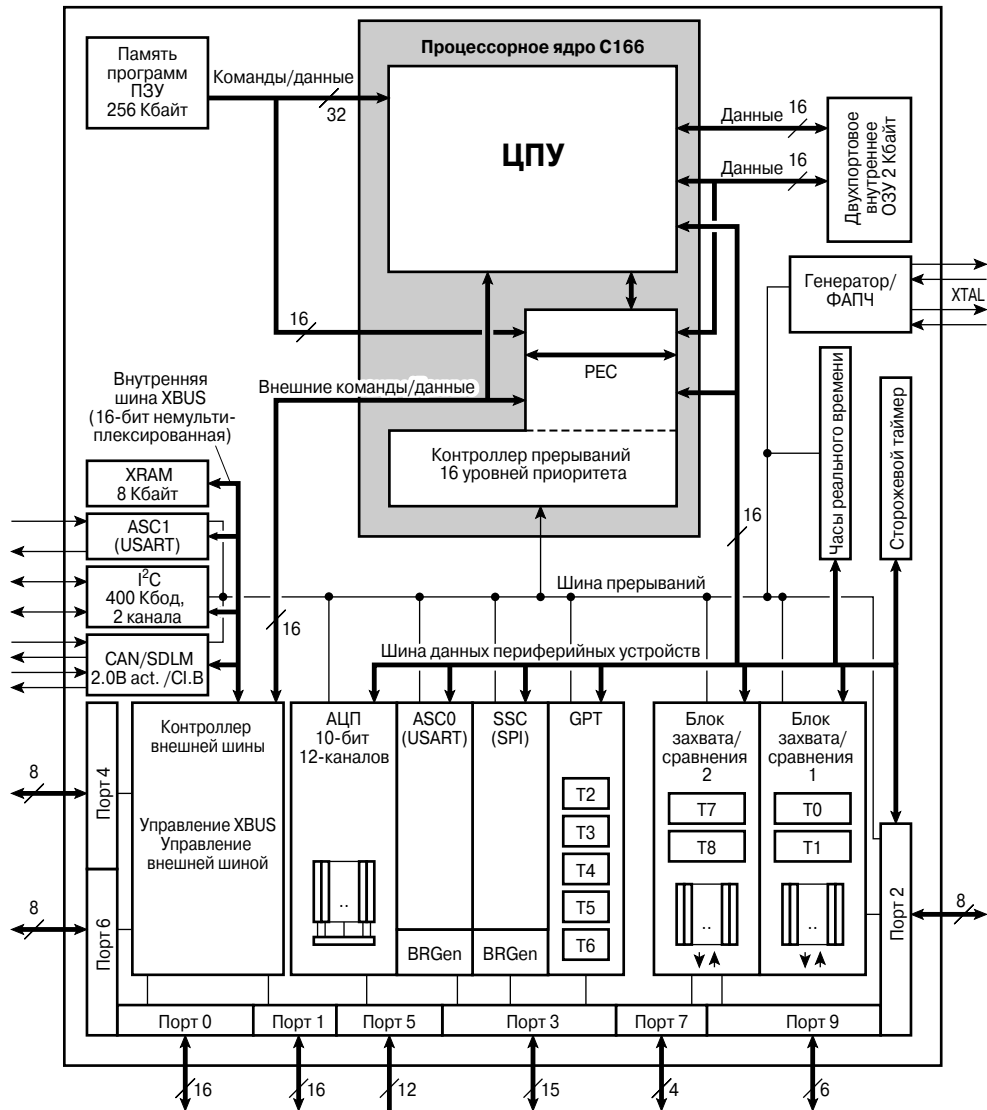 Процессорное ядро C166
Память
программ
ПЗУ
256 Кбайт
Команды/данные
32
ЦПУ
Данные
16
Данные
16
Двухпортовое
внутреннее
ОЗУ 2 Кбайт
Генератор/
ФАПЧ
XTAL
16
PEC
Внешние команды/данные
Внутренняя
шина XBUS
(16-бит немульти-
плексированная)
Контроллер прерываний
16 уровней приоритета
Часы реального времени
Сторожевой таймер
XRAM
8 Кбайт
ASC1
(USART)
I²C
400 Кбод,
2 канала
CAN/SDLM
2.0B act. /CI.B
16
16
Шина прерываний
Шина данных периферийных устройств
Контроллер
внешней шины
Управление XBUS
Управление
внешней шиной
АЦП
10-бит
12-каналов
ASC0
(USART)
BRGen
SSC
(SPI)
BRGen
GPT
T2
T3
T4
T5
T6
Блок
захвата/
сравнения
2
T7
T8
Блок
захвата/
сравнения
1
T0
T1
8
Порт 4
8
Порт 6
Порт 2
8
Порт 0
Порт 1
Порт 5
Порт 3
Порт 7
Порт 9
16
16
12
15
4
6